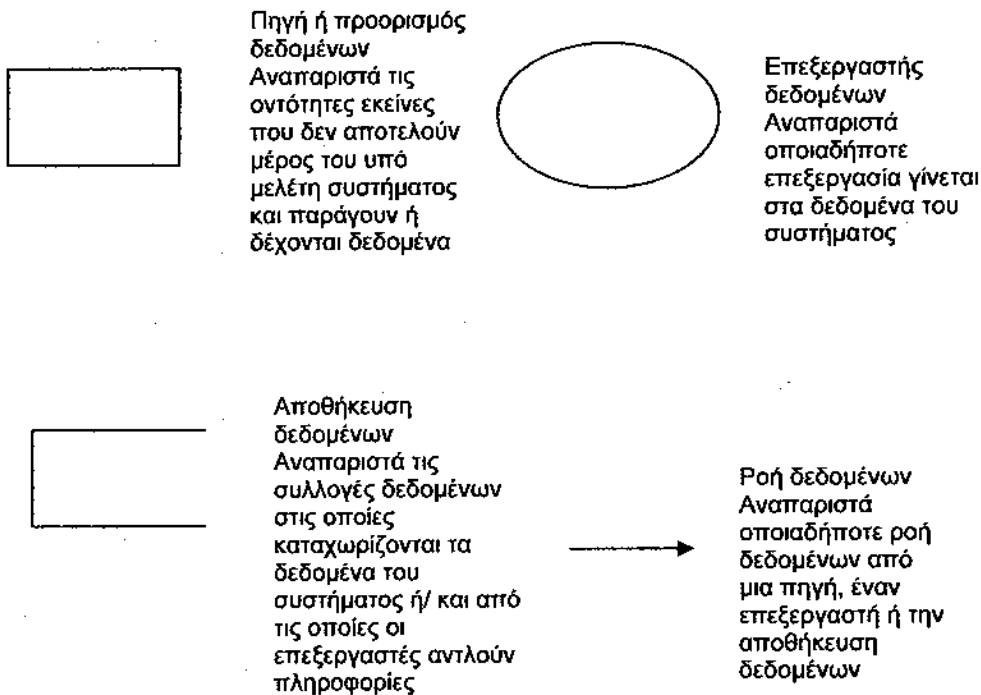 Πηγή ή προορισμός
δεδομένων
Αναπαριστά τις
οντότητες εκείνες
που δεν αποτελούν
μέρος του υπό
μελέτη συστήματος
και παράγουν ή
δέχονται δεδομένα
Επεξεργαστής
δεδομένων
Αναπαριστά
οποιαδήποτε
επεξεργασία γίνεται
στα δεδομένα του
συστήματος
Αποθήκευση
δεδομένων
Αναπαριστά τις
συλλογές δεδομένων
στις οποίες
καταχωρίζονται τα
δεδομένα του
συστήματος ή/ και από
τις οποίες οι
επεξεργαστές αντλούν
πληροφορίες
Ροή δεδομένων
Αναπαριστά
οποιαδήποτε ροή
δεδομένων από
μια πηγή, έναν
επεξεργαστή ή την
αποθήκευση
δεδομένων